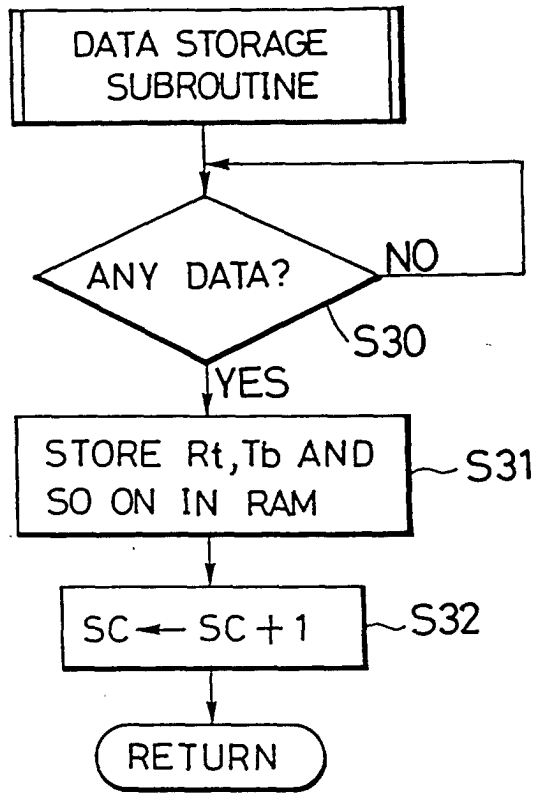 DATA STORAGE
SUBROUTINE
ANY DATA?
NO
S30
YES
STORE Rt, Tb AND
SO ON IN RAM
S31
SC ← SC + 1
S32
RETURN